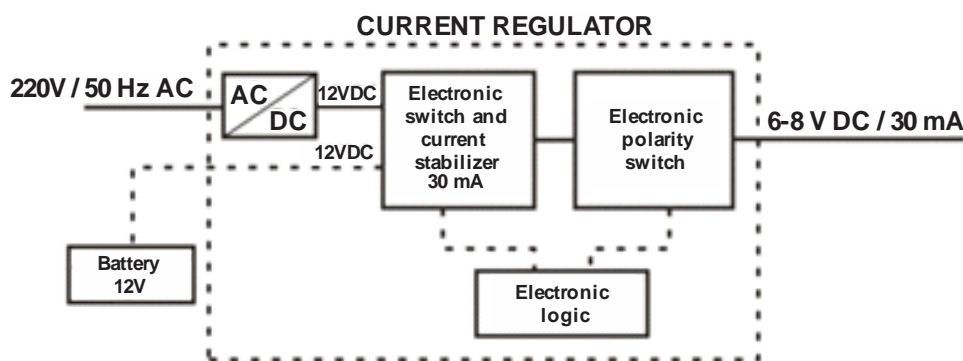 CURRENT REGULATOR
220V / 50 Hz AC
AC
DC
12VDC
12VDC
Electronic
switch and
current
stabilizer
30 mA
Electronic
polarity
switch
6-8 V DC / 30 mA
Battery
12V
Electronic
logic